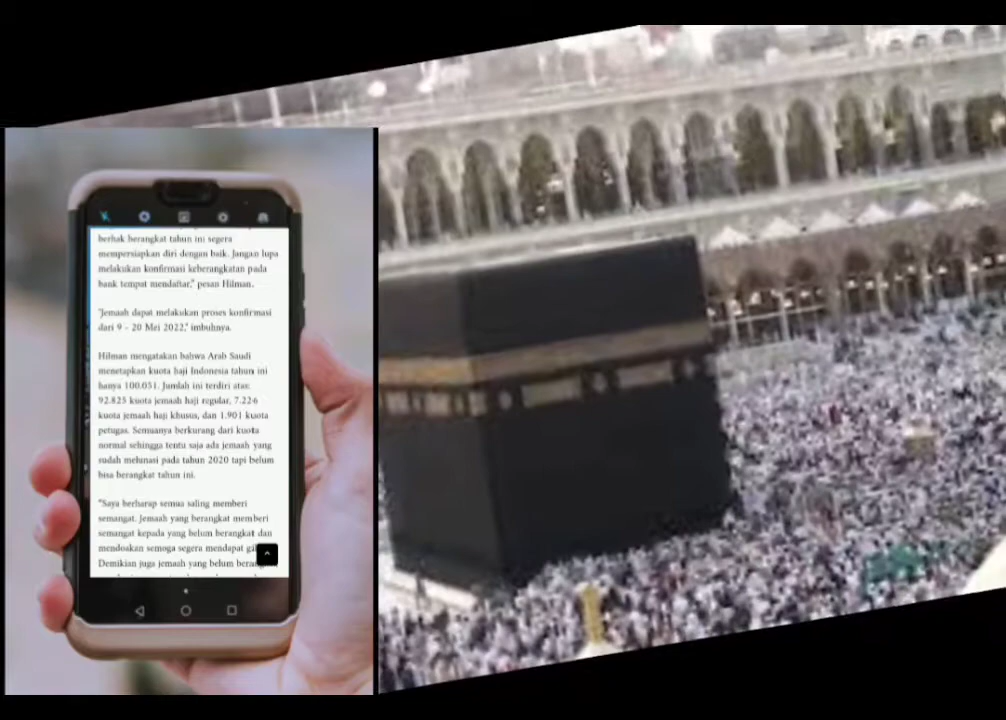 berhak berangkat tahun ini segera
mempersiapkan diri dengan baik. Jangan lupa
melakukan konfirmasi keberangkatan pada
bank tempat mendaftar," pesan Hilman.
"Jemaah dapat melakukan proses konfirmasi
dari 9 - 20 Mei 2022," imbuhnya.
Hilman mengatakan bahwa Arab Saudi
menetapkan kuota haji Indonesia tahun ini
hanya 100.051. Jumlah ini terdiri atas:
92.825 kuota jemaah haji regular, 7.226
kuota jemaah haji khusus, dan 1.901 kuota
petugas. Semuanya berkurang dari kuota
normal sehingga tentu saja ada jemaah yang
sudah melunasi pada tahun 2020 tapi belum
bisa berangkat tahun ini.
"Saya berharap semua saling memberi
semangat. Jemaah yang berangkat memberi
semangat kepada yang belum berangkat dan
mendoakan semoga segera mendapat
Demikian juga jemaah yang belum